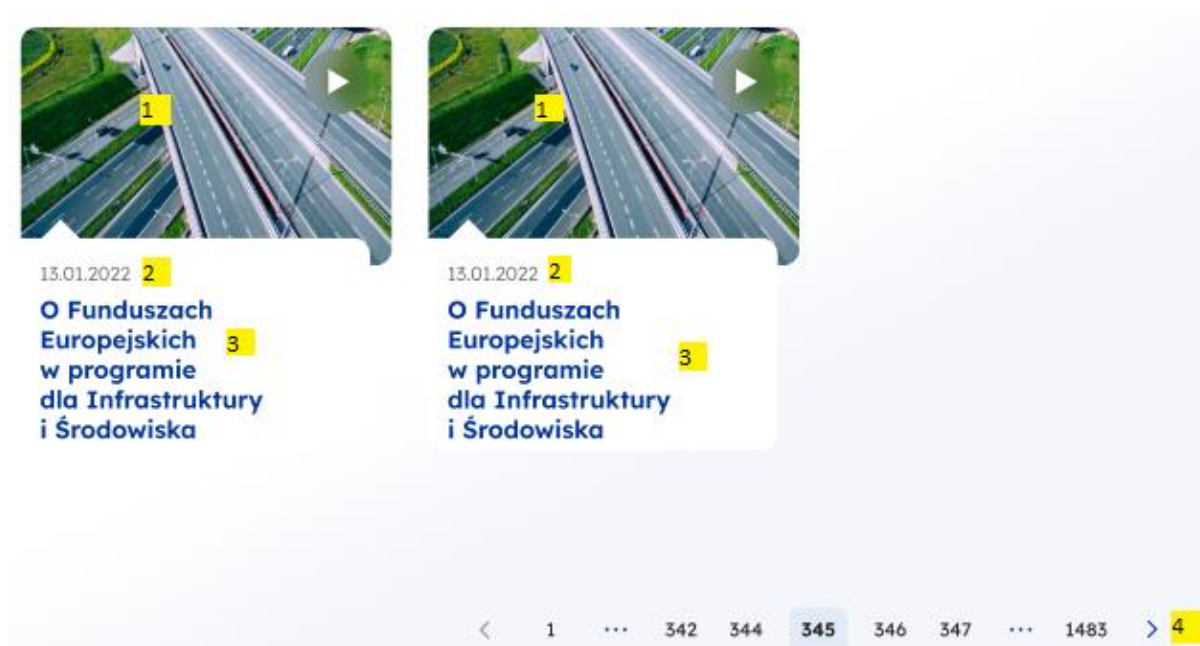 1
1
13.01.2022 2
O Funduszach
Europejskich 3
w programie
dla Infrastruktury
i Środowiska
13.01.2022 2
O Funduszach
Europejskich
w programie 3
dla Infrastruktury
i Środowiska
< 1 ... 342 344 345 346 347 ... 1483 > 4